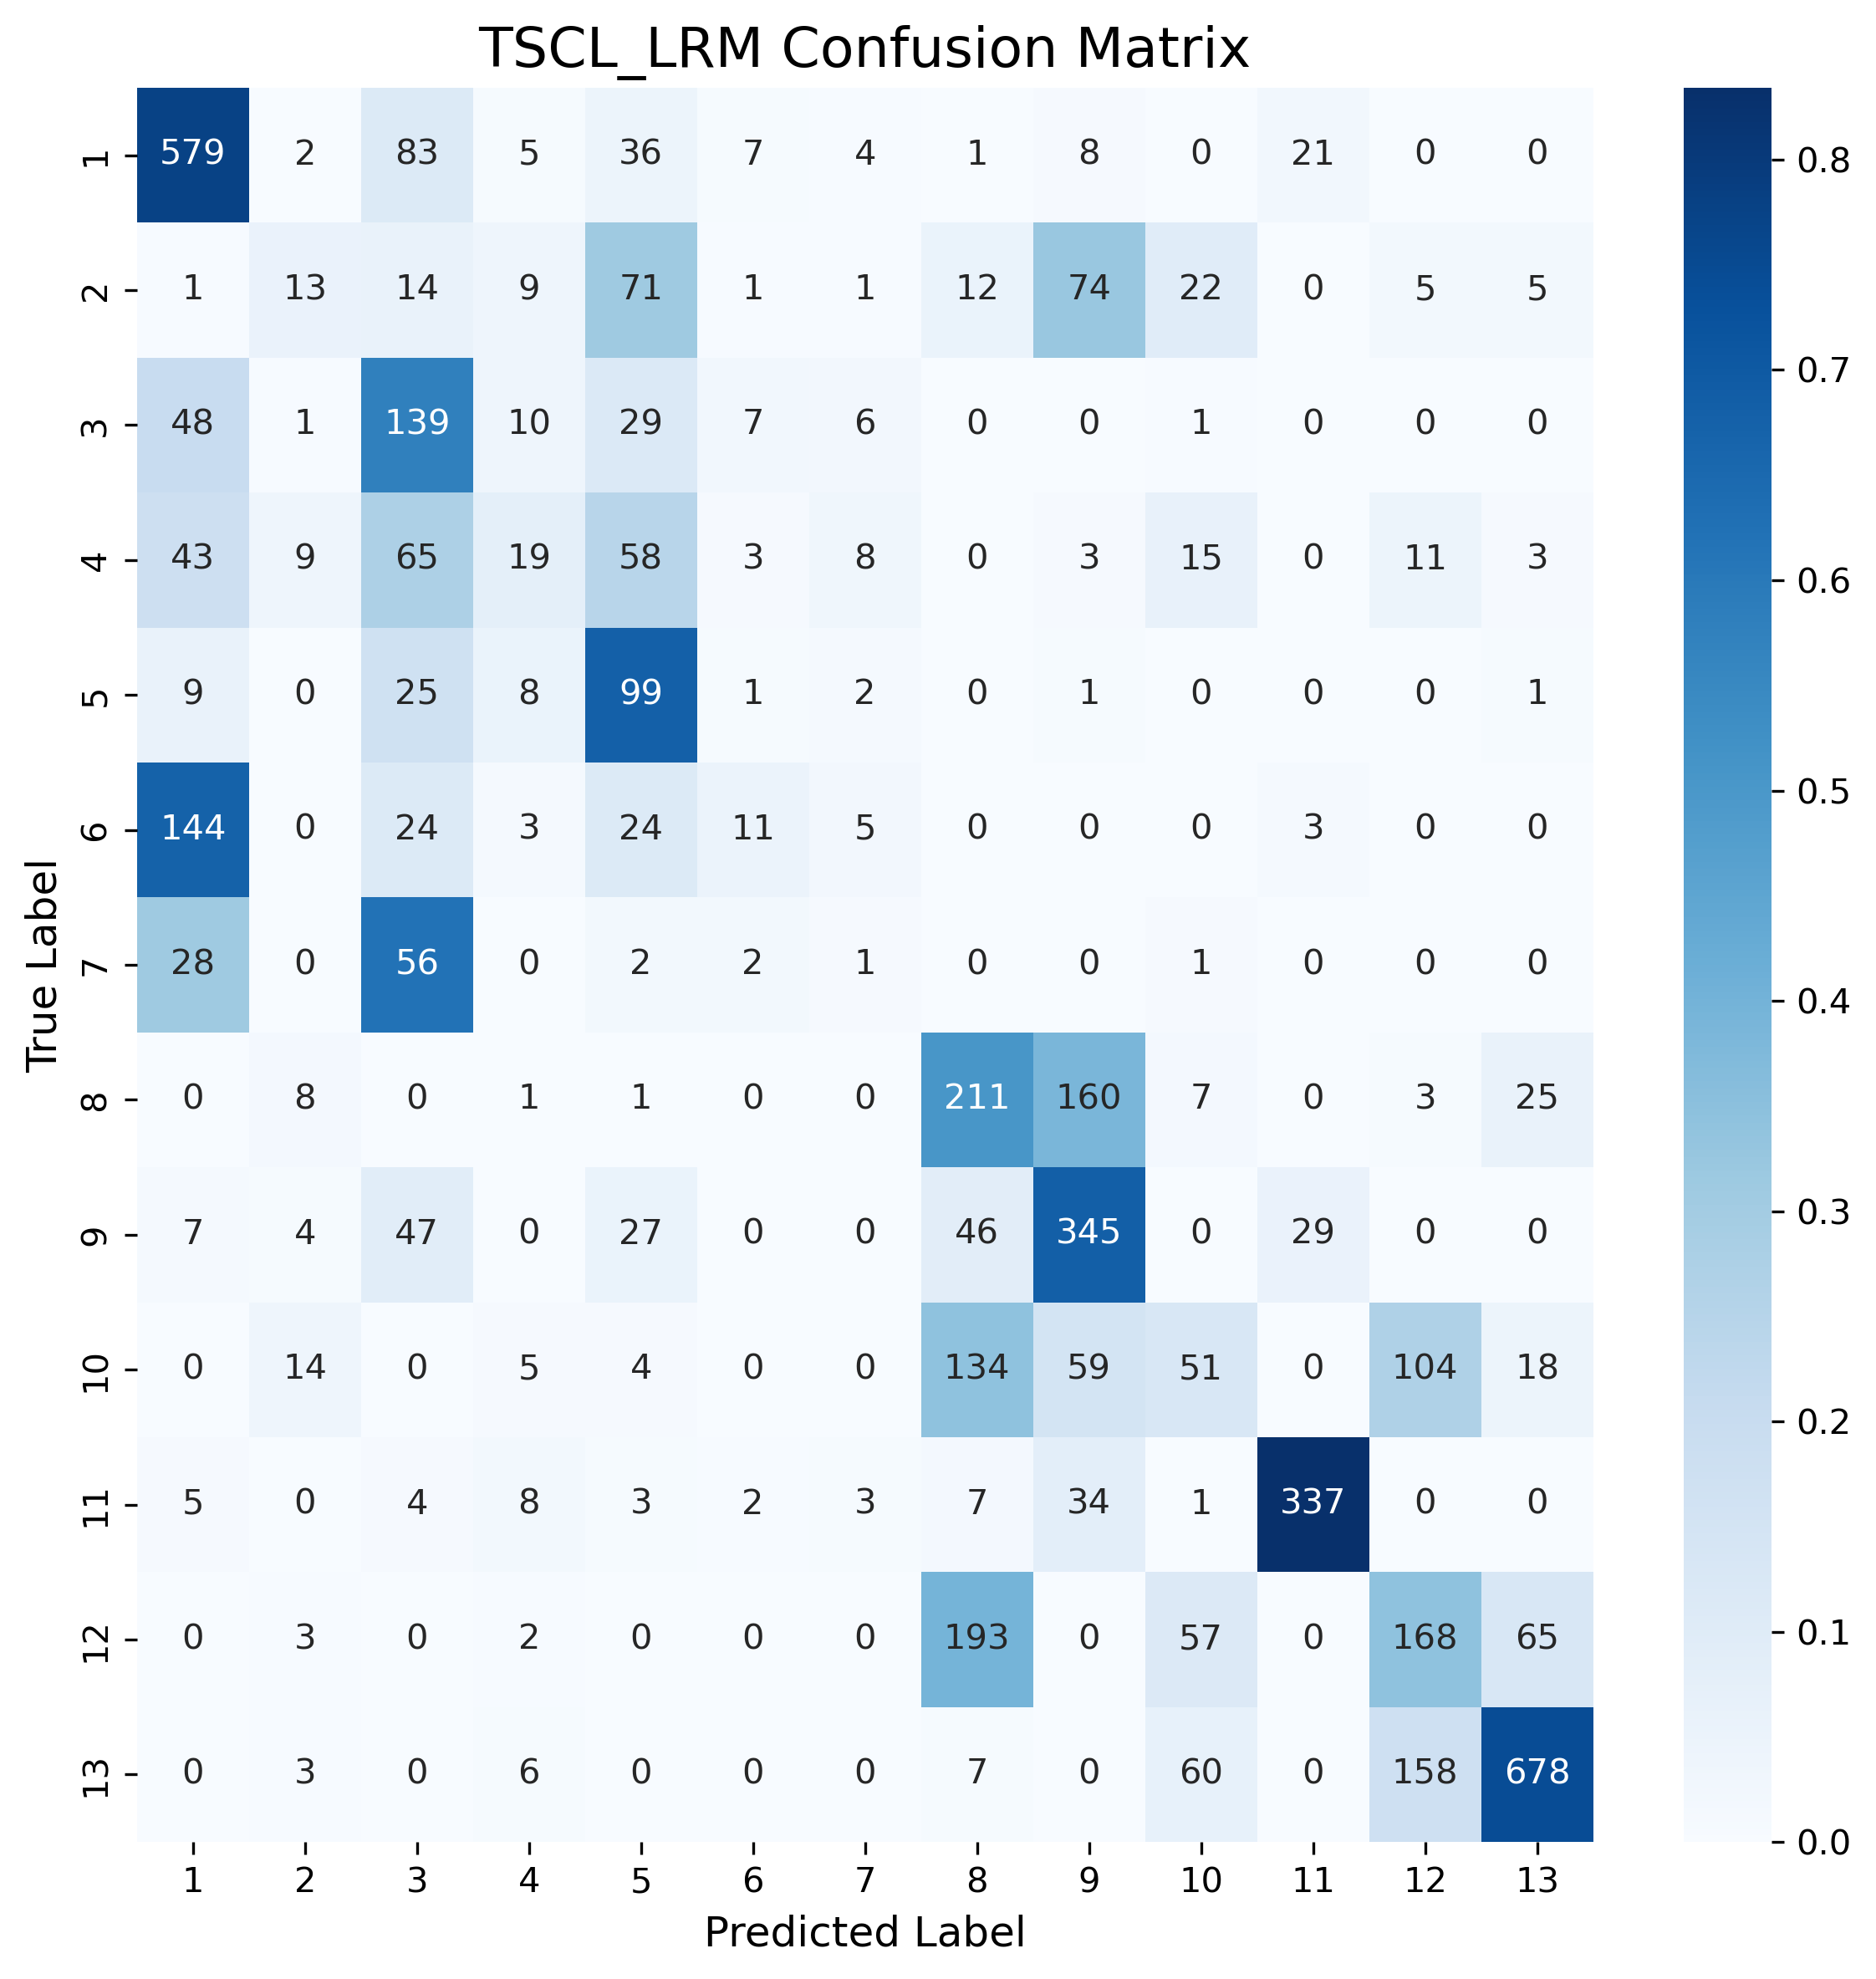 TSCL_LRM Confusion Matrix
1 579 2 83 5 36 7 4 1 8 0 21 0 0
2 1 13 14 9 71 1 1 12 74 22 0 5 5
3 48 1 139 10 29 7 6 0 0 1 0 0 0
4 43 9 65 19 58 3 8 0 3 15 0 11 3
5 9 0 25 8 99 1 2 0 1 0 0 0 1
6 144 0 24 3 24 11 5 0 0 0 3 0 0
7 28 0 56 0 2 2 1 0 0 1 0 0 0
8 0 8 0 1 1 0 0 211 160 7 0 3 25
9 7 4 47 0 27 0 0 46 345 0 29 0 0
10 0 14 0 5 4 0 0 134 59 51 0 104 18
11 5 0 4 8 3 2 3 7 34 1 337 0 0
12 0 3 0 2 0 0 0 193 0 57 0 168 65
13 0 3 0 6 0 0 0 7 0 60 0 158 678
1 2 3 4 5 6 7 8 9 10 11 12 13
Predicted Label
True Label
0.8
0.7
0.6
0.5
0.4
0.3
0.2
0.1
0.0